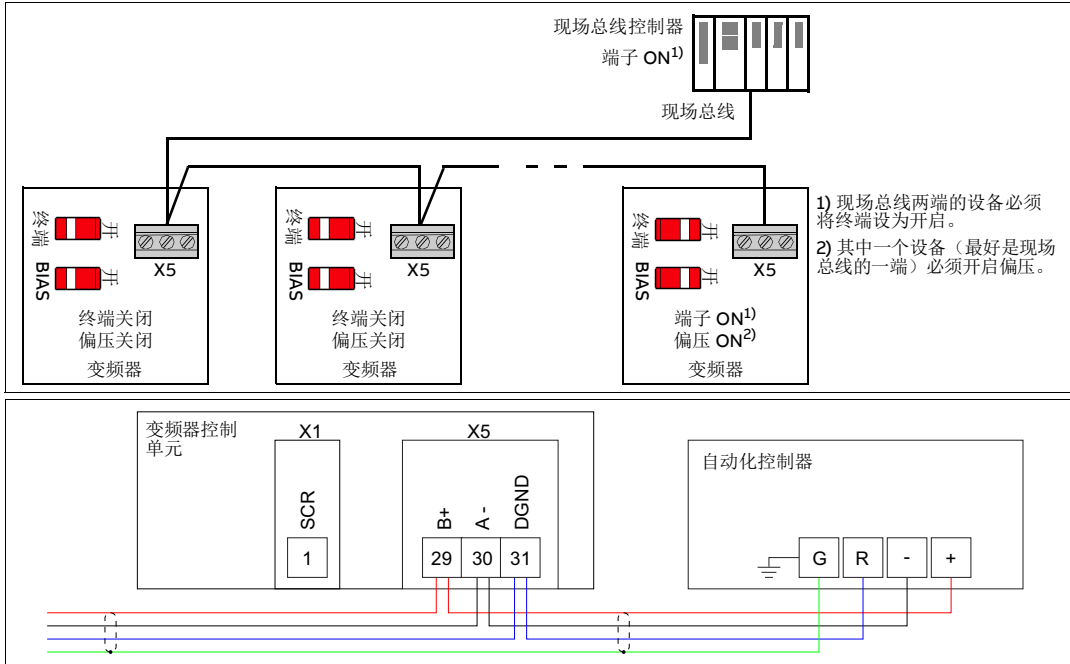 现场总线控制器
端子 ON1)
现场总线
终端
开
BIAS
开
X5
终端关闭
偏压关闭
变频器
终端
开
BIAS
开
X5
终端关闭
偏压关闭
变频器
终端
开
BIAS
开
X5
端子 ON1)
偏压 ON2)
变频器
1) 现场总线两端的设备必须
将终端设为开启。
2) 其中一个设备（最好是现场
总线的一端）必须开启偏压。
变频器控制
单元
X1
SCR
1
X5
B+
A -
DGND
29
30
31
自动化控制器
G
R
-
+